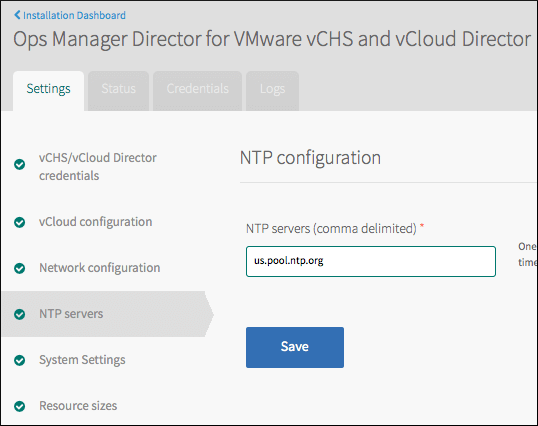 Installation Dashboard
Ops Manager Director for VMware vCHS and vCloud Director
Settings
Status
Credentials
Logs
vCHS/vCloud Director
credentials
vCloud configuration
Network configuration
NTP servers
System Settings
Resource sizes
NTP configuration
NTP servers (comma delimited) *
us.pool.ntp.org
One
time
Save